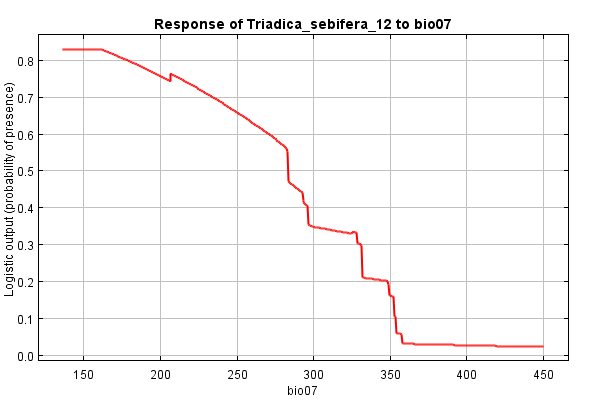 Response of Triadica_sebifera_12 to bio07
Logistic output (probability of presence)
0.8
0.7
0.6
0.5
0.4
0.3
0.2
0.1
0.0
150 200 250 300 350 400 450
bio07